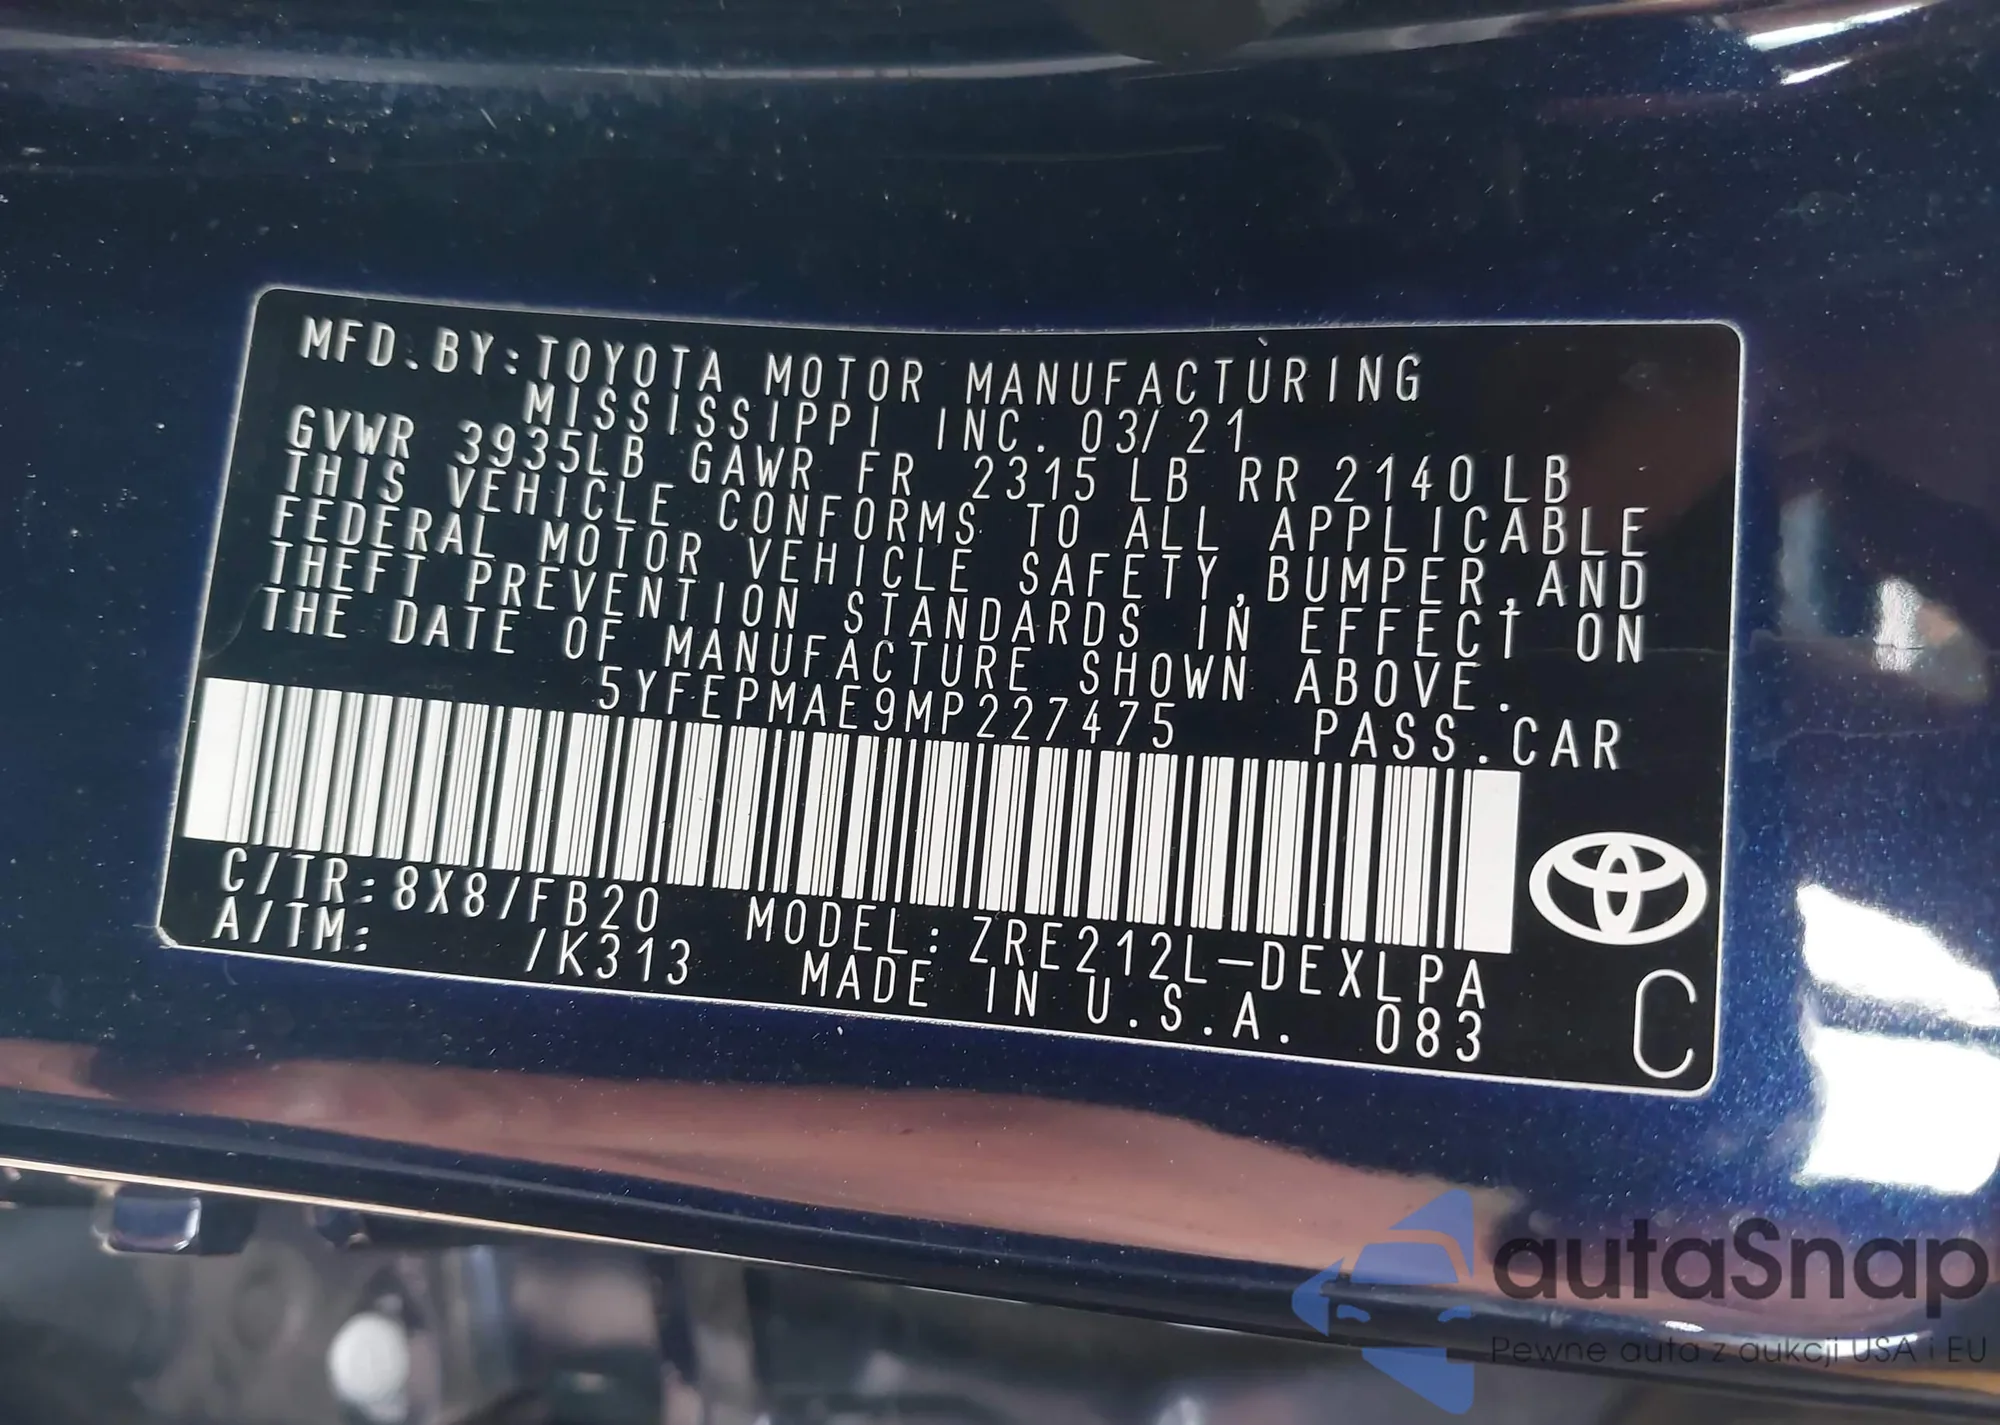 MFD.BY:TOYOTA MOTOR MANUFACTURING
MISSISSIPPI INC. 03/21
GVWR 3935LB GAWR FR 2315LB RR 2140LB
THIS VEHICLE CONFORMS TO ALL APPLICABLE
FEDERAL MOTOR VEHICLE SAFETY,BUMPER,AND
THEFT PREVENTION STANDARDS IN EFFECT ON
THE DATE OF MANUFACTURE SHOWN ABOVE.
5YFEPMAE9MP227475 PASS.CAR
C/TR:8X8/FB20 MODEL:ZRE212L-DEXLPA
A/TM: /K313 MADE IN U.S.A. 083
C
autaSnap
Pewne auta z aukcji USA i EU